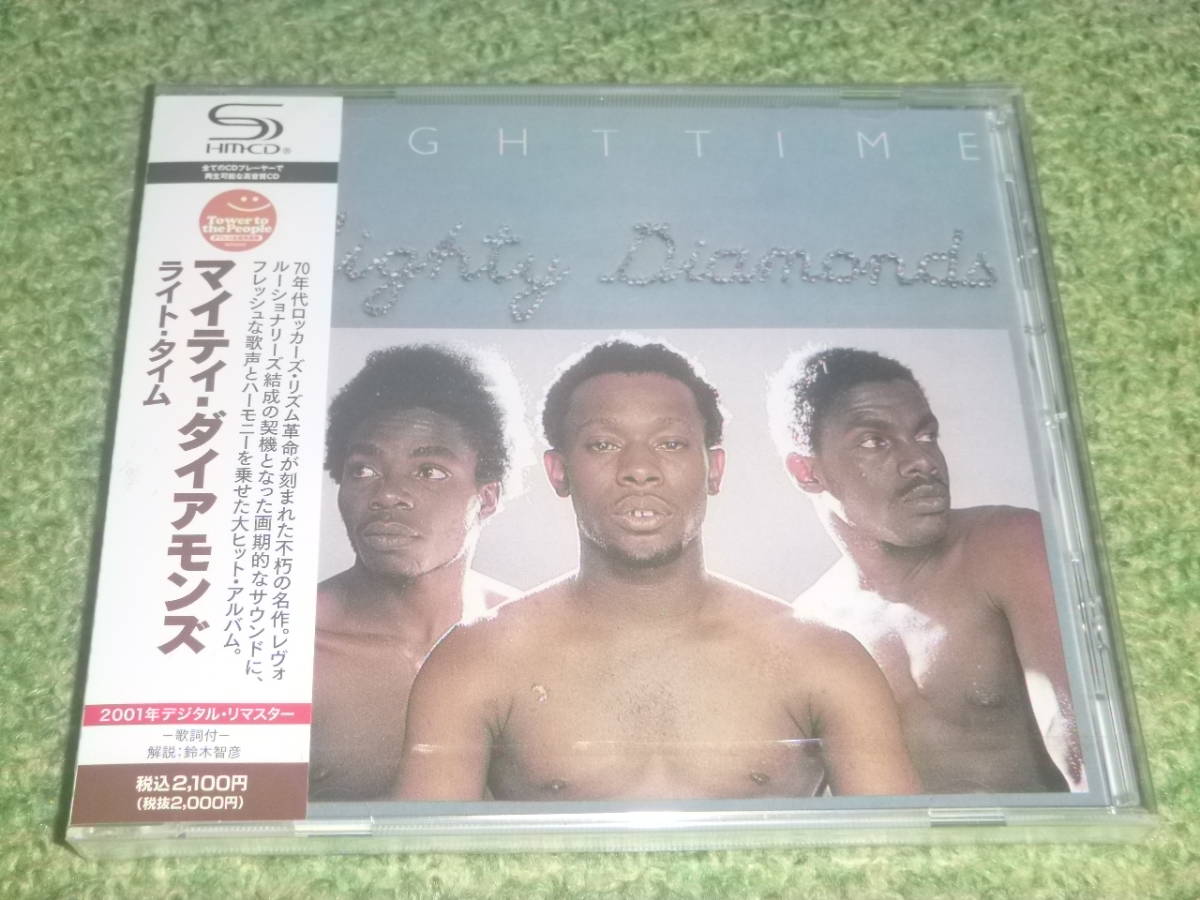 SHM-CD®
全てのCDプレーヤーで
再生可能な高音質CD
Tower to
the People
マイティ・ダイアモンズ
ライト・タイム
70年代ロッカーズ・リズム革命が刻まれた不朽の名作。レヴォ
ルーショナリーズ結成の契機となった画期的なサウンドに、
フレッシュな歌声とハーモニーを乗せた大ヒット・アルバム。
2001年デジタル・リマスター
－歌詞付－
解説：鈴木智彦
税込2,100円
(税抜2,000円)
GHT TIME
ighty Diamonds